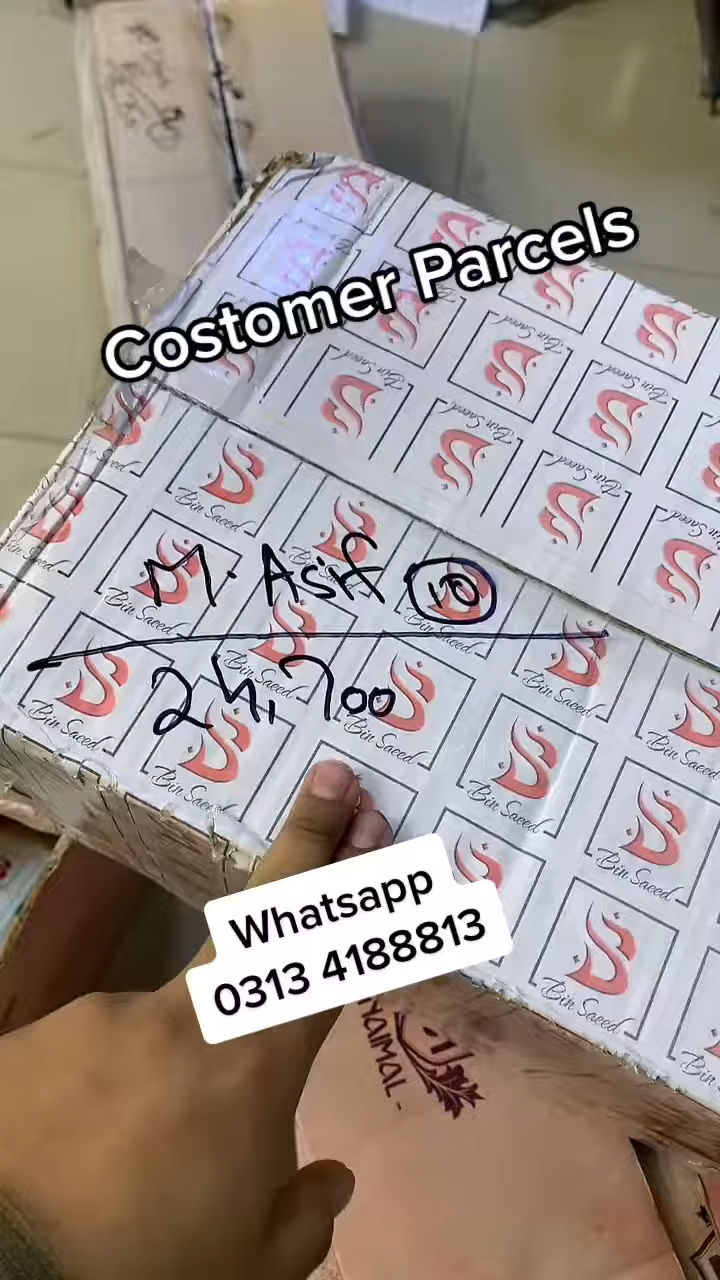 Costomer Parcels
Bin Saeed
M. Asif 10
24,700
Whatsapp
0313 4188813